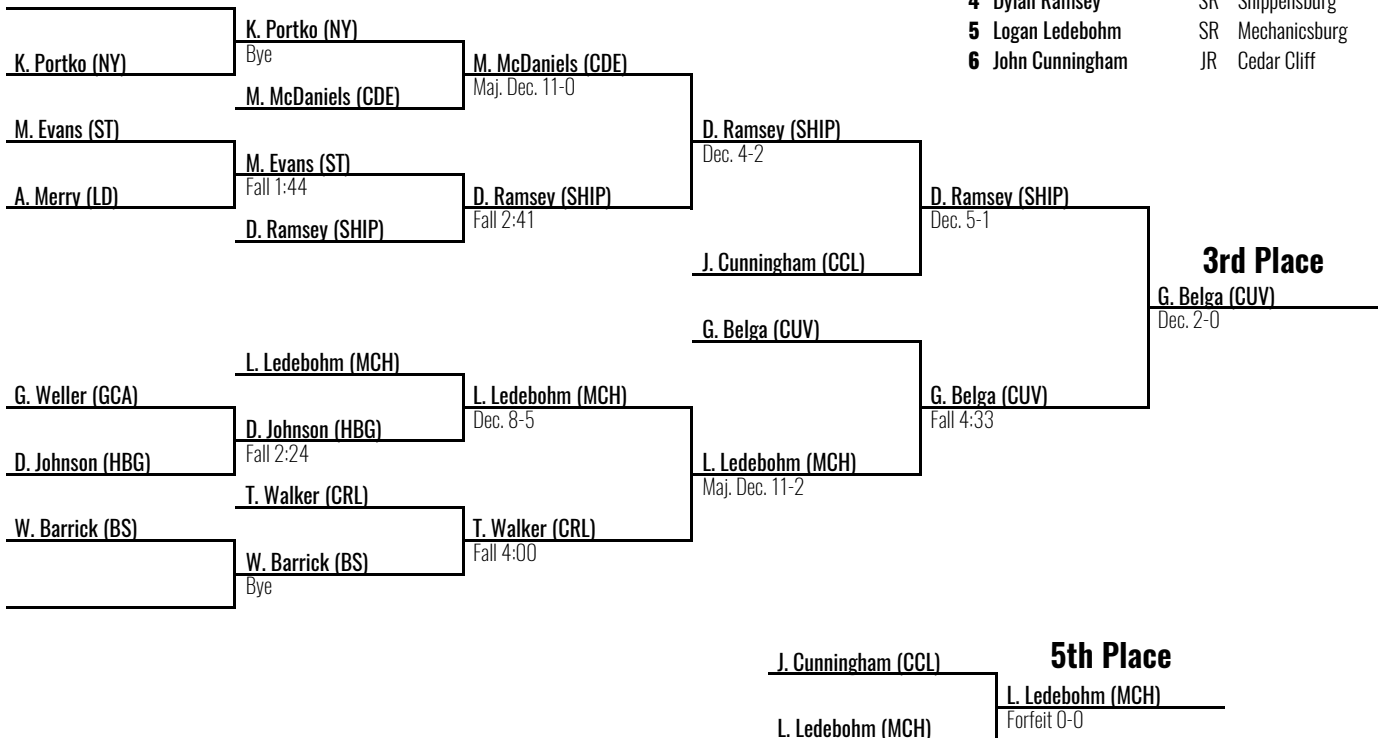 4 Dylan Ramsey SR Shippensburg
5 Logan Ledebohm SR Mechanicsburg
6 John Cunningham JR Cedar Cliff
K. Portko (NY)
K. Portko (NY)
Bye
M. McDaniels (CDE)
M. McDaniels (CDE)
Maj. Dec. 11-0
M. Evans (ST)
A. Merry (LD)
M. Evans (ST)
Fall 1:44
D. Ramsey (SHIP)
D. Ramsey (SHIP)
Fall 2:41
D. Ramsey (SHIP)
Dec. 4-2
J. Cunningham (CCL)
D. Ramsey (SHIP)
Dec. 5-1
3rd Place
G. Belga (CUV)
Dec. 2-0
G. Belga (CUV)
G. Belga (CUV)
Fall 4:33
L. Ledebohm (MCH)
G. Weller (GCA)
D. Johnson (HBG)
D. Johnson (HBG)
Fall 2:24
L. Ledebohm (MCH)
Dec. 8-5
L. Ledebohm (MCH)
Maj. Dec. 11-2
T. Walker (CRL)
W. Barrick (BS)
W. Barrick (BS)
Bye
T. Walker (CRL)
Fall 4:00
5th Place
J. Cunningham (CCL)
L. Ledebohm (MCH)
L. Ledebohm (MCH)
Forfeit 0-0